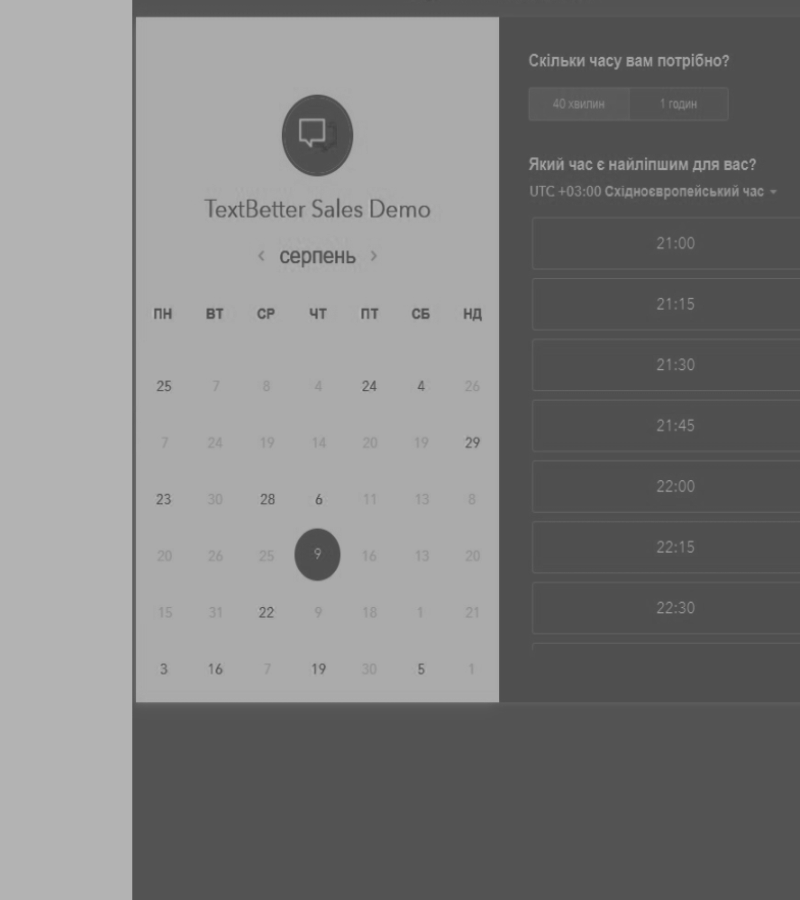 TextBetter Sales Demo
‹ серпень ›
ПН ВТ СР ЧТ ПТ СБ НД
25 7 8 4 24 4 26
7 24 19 14 20 19 29
23 30 28 6 11 13 8
20 26 25 9 16 13 20
15 31 22 9 18 1 21
3 16 7 19 30 5 1
Скільки часу вам потрібно?
40 хвилин 1 годин
Який час є найліпшим для вас?
UTC +03:00 Східноєвропейський час
21:00
21:15
21:30
21:45
22:00
22:15
22:30